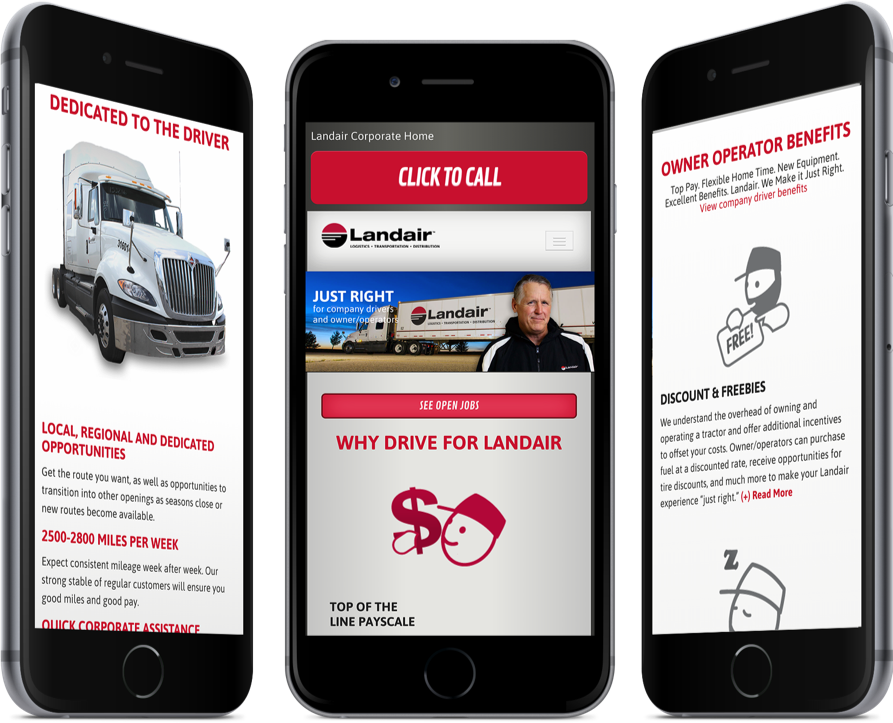 DEDICATED TO THE DRIVER
LOCAL, REGIONAL AND DEDICATED
OPPORTUNITIES
Get the route you want, as well as opportunities to
transition into other openings as seasons close or
new routes become available.
2500-2800 MILES PER WEEK
Expect consistent mileage week after week. Our
strong stable of regular customers will ensure you
good miles and good pay.
QUICK CORPORATE ASSISTANCE
Landair Corporate Home
CLICK TO CALL
Landair
LOGISTICS • TRANSPORTATION • DISTRIBUTION
JUST RIGHT
for company drivers
and owner/operators
Landair
LOGISTICS • TRANSPORTATION • DISTRIBUTION
SEE OPEN JOBS
WHY DRIVE FOR LANDAIR
$
TOP OF THE
LINE PAYSCALE
OWNER OPERATOR BENEFITS
Top Pay. Flexible Home Time. New Equipment.
Excellent Benefits. Landair. We Make it Just Right.
View company driver benefits
FREE!
DISCOUNT & FREEBIES
We understand the overhead of owning and
operating a tractor and offer additional incentives
to offset your costs. Owner/operators can purchase
fuel at a discounted rate, receive opportunities for
tire discounts, and much more to make your Landair
experience "just right." (+) Read More
Z